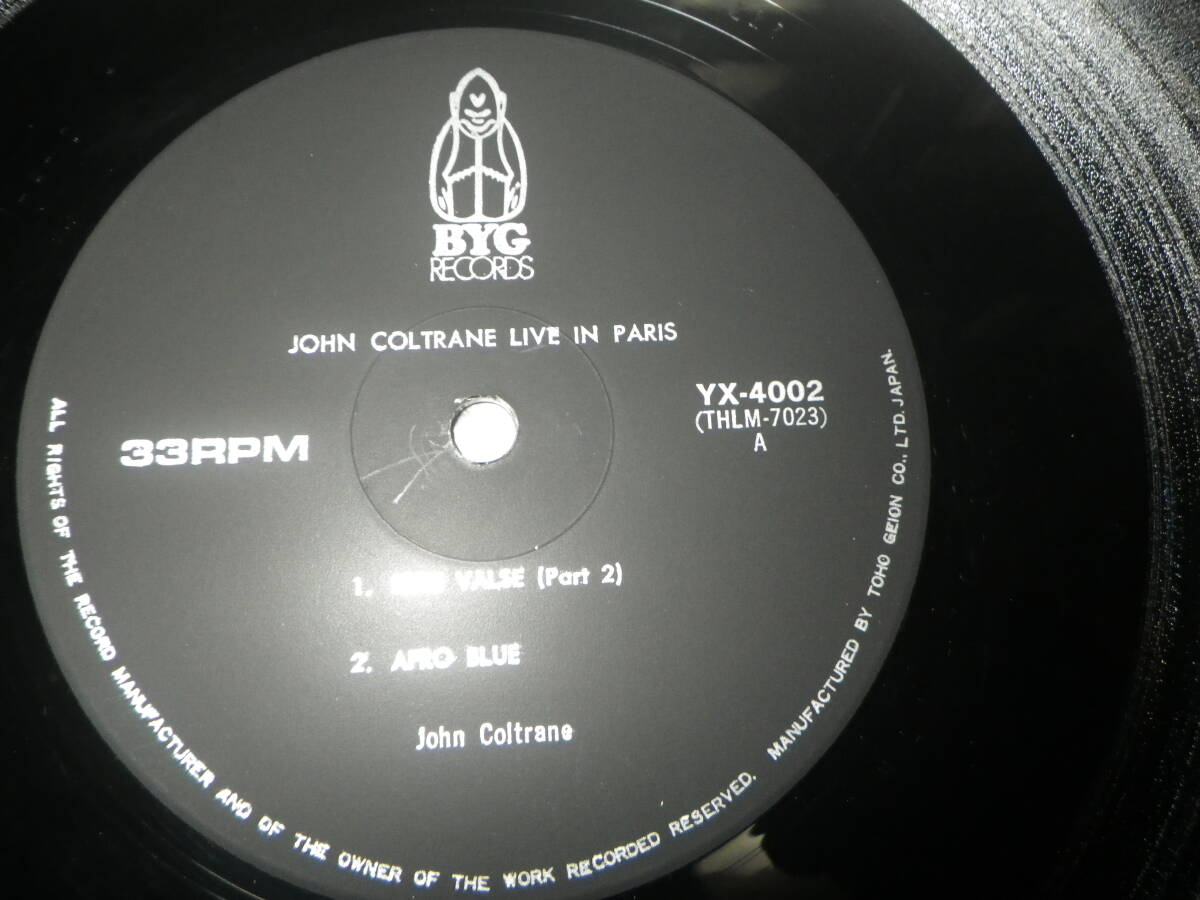 BYG
RECORDS
JOHN COLTRANE LIVE IN PARIS
YX-4002
(THLM-7023)
A
33RPM
1. VALSE (Part 2)
2. AFRO BLUE
John Coltrane
ALL RIGHTS OF THE RECORD MANUFACTURER AND OF THE OWNER OF THE WORK RECORDED RESERVED. MANUFACTURED BY TOHO GEION CO., LTD. JAPAN.